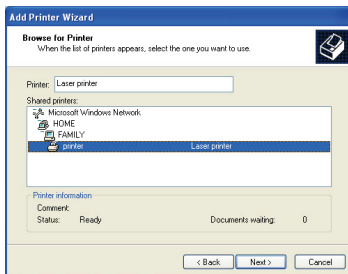 Add Printer Wizard
Browse for Printer
When the list of printers appears, select the one you want to use.
Printer: Laser printer
Shared printers:
Microsoft Windows Network
HOME
FAMILY
printer Laser printer
Printer information
Comment:
Status: Ready Documents waiting: 0
< Back Next > Cancel